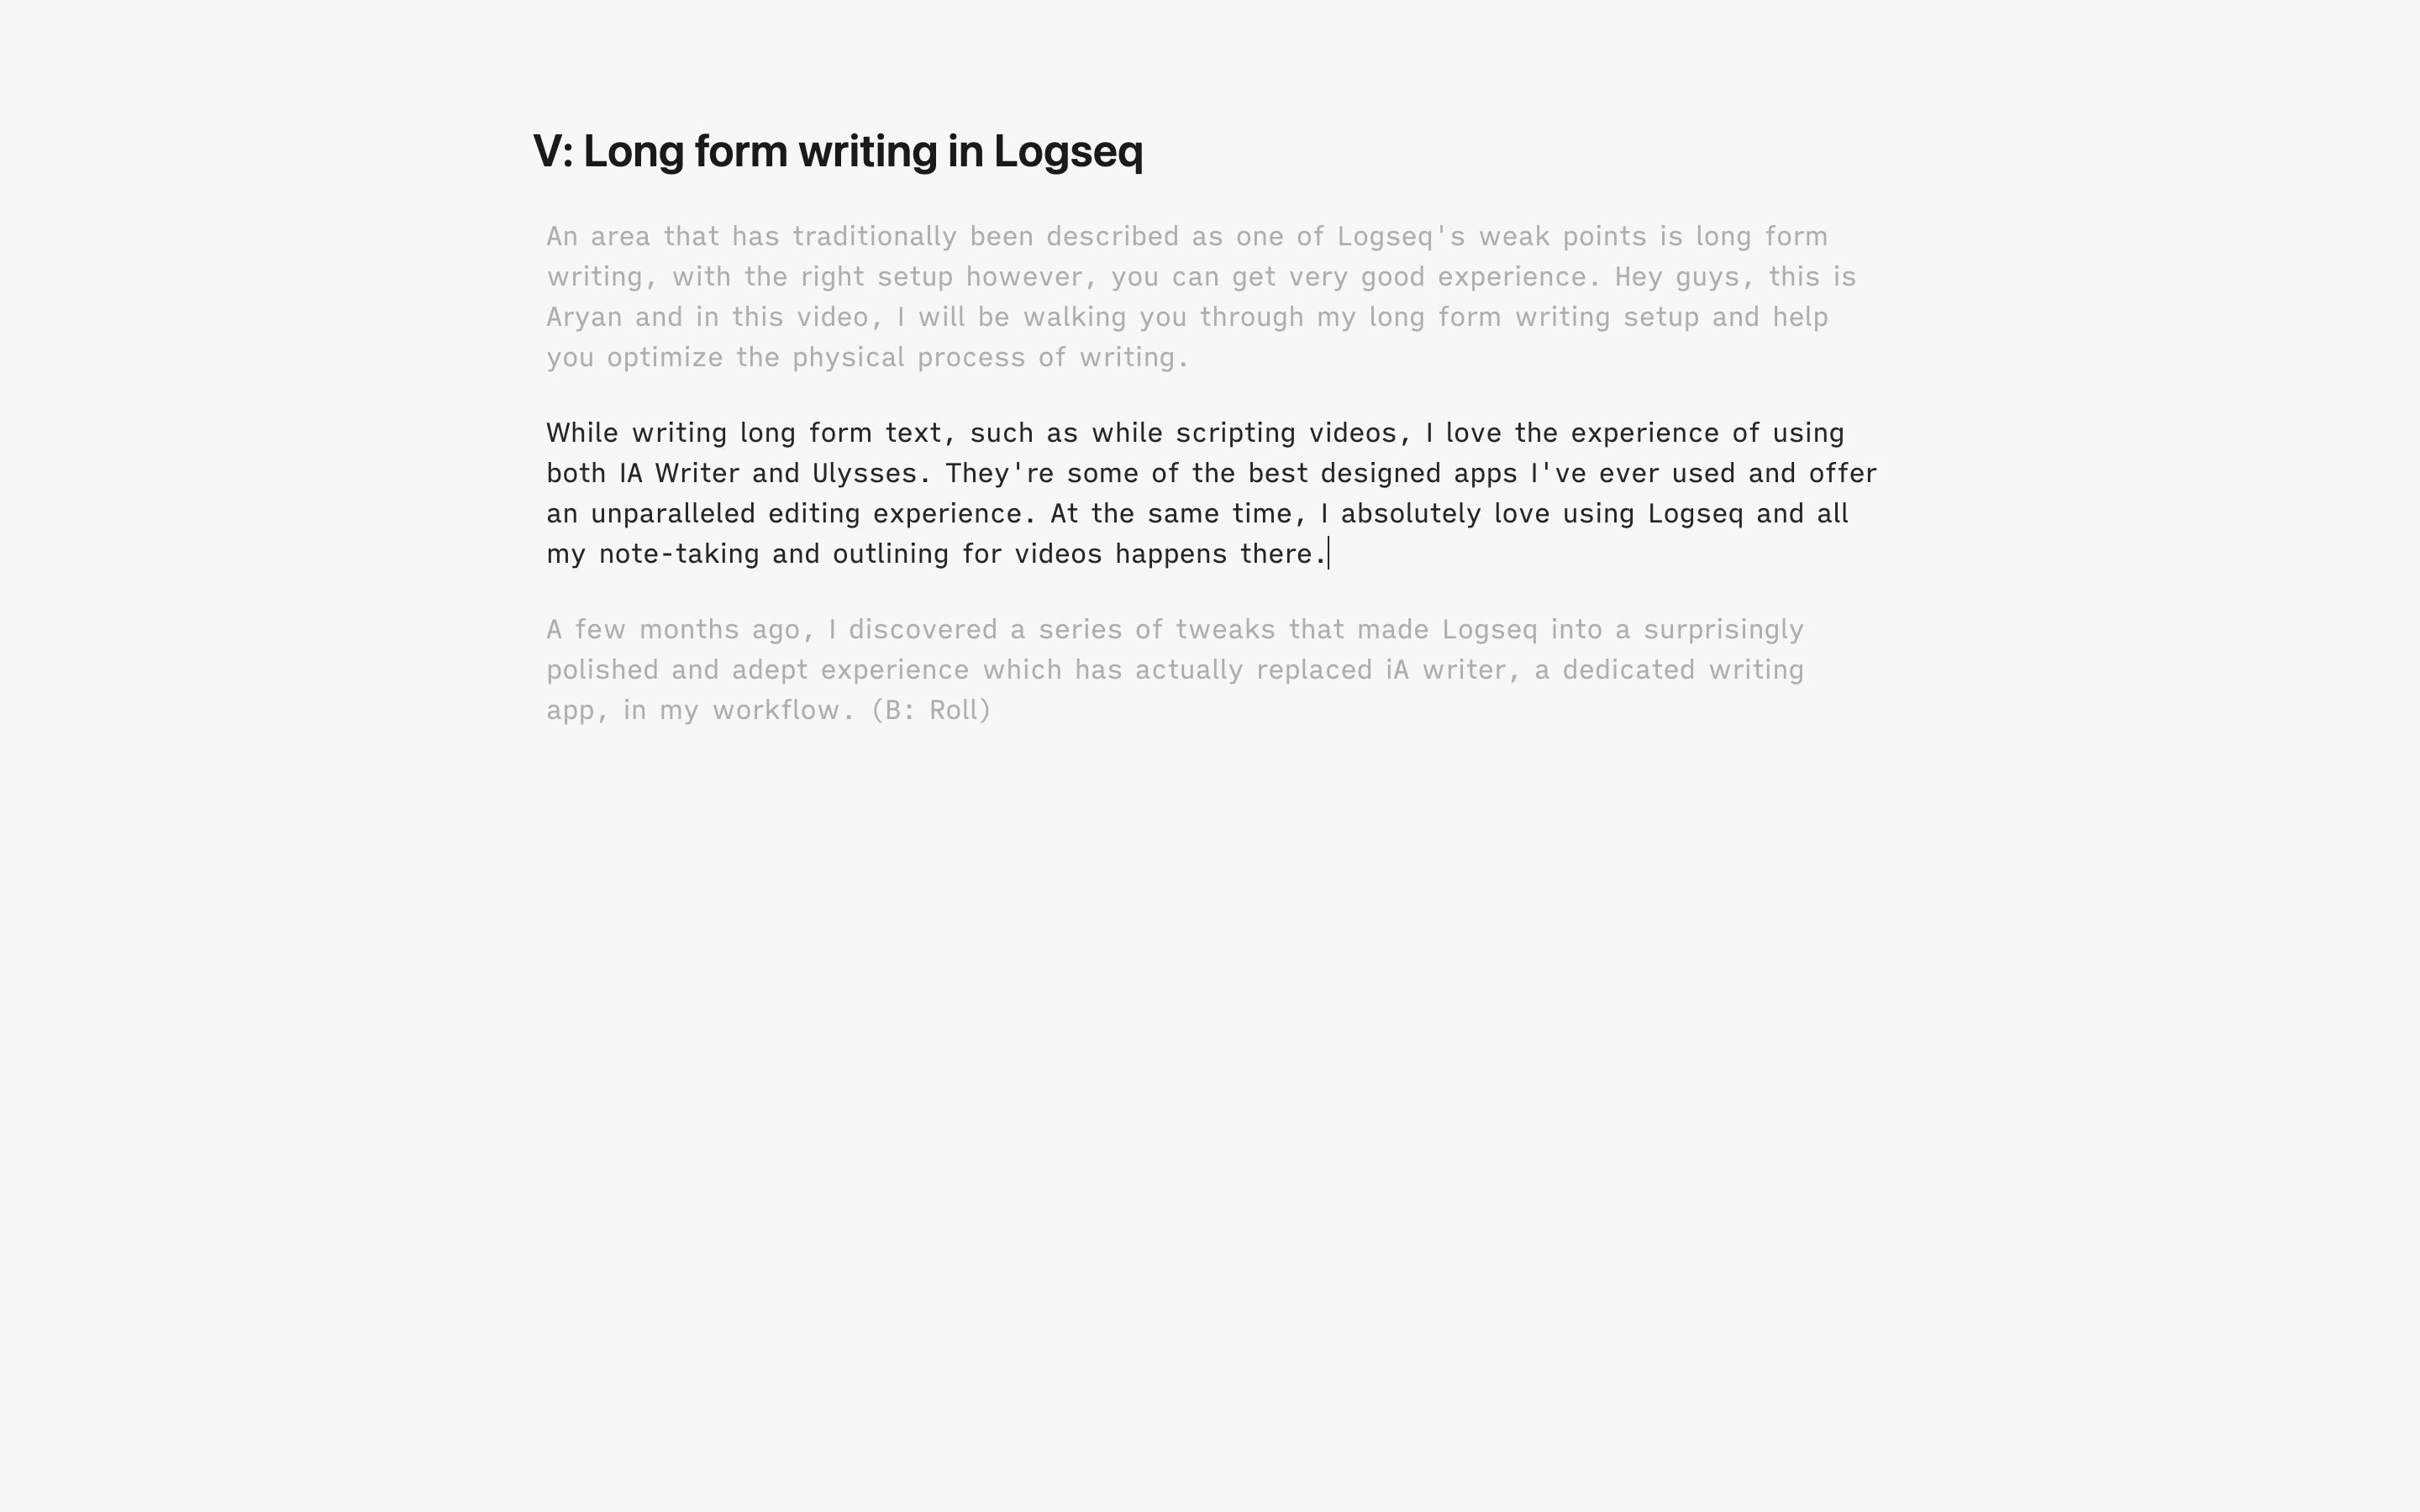 V: Long form writing in Logseq
An area that has traditionally been described as one of Logseq's weak points is long form
writing, with the right setup however, you can get very good experience. Hey guys, this is
Aryan and in this video, I will be walking you through my long form writing setup and help
you optimize the physical process of writing.
While writing long form text, such as while scripting videos, I love the experience of using
both IA Writer and Ulysses. They're some of the best designed apps I've ever used and offer
an unparalleled editing experience. At the same time, I absolutely love using Logseq and all
my note-taking and outlining for videos happens there.
A few months ago, I discovered a series of tweaks that made Logseq into a surprisingly
polished and adept experience which has actually replaced iA writer, a dedicated writing
app, in my workflow. (B: Roll)